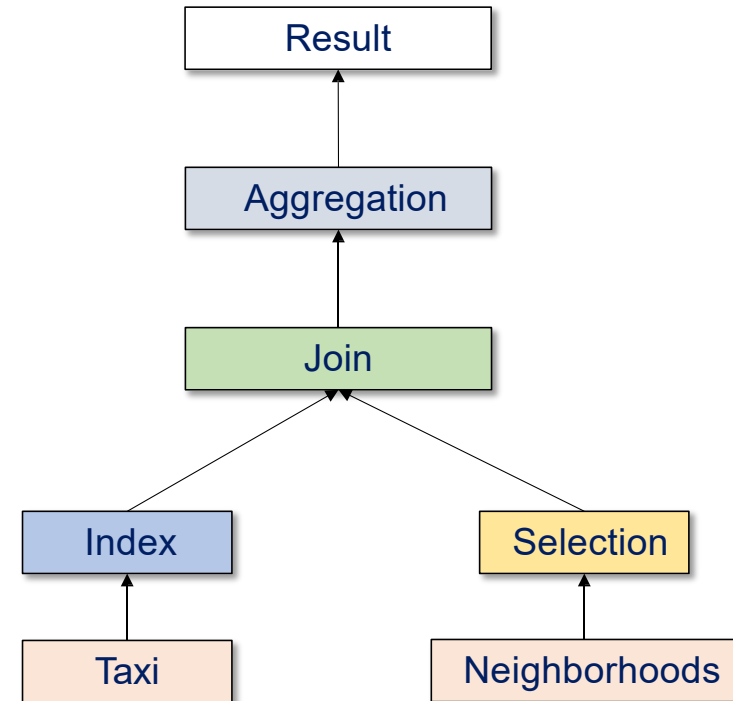 Result
Aggregation
Join
Index
Selection
Taxi
Neighborhoods